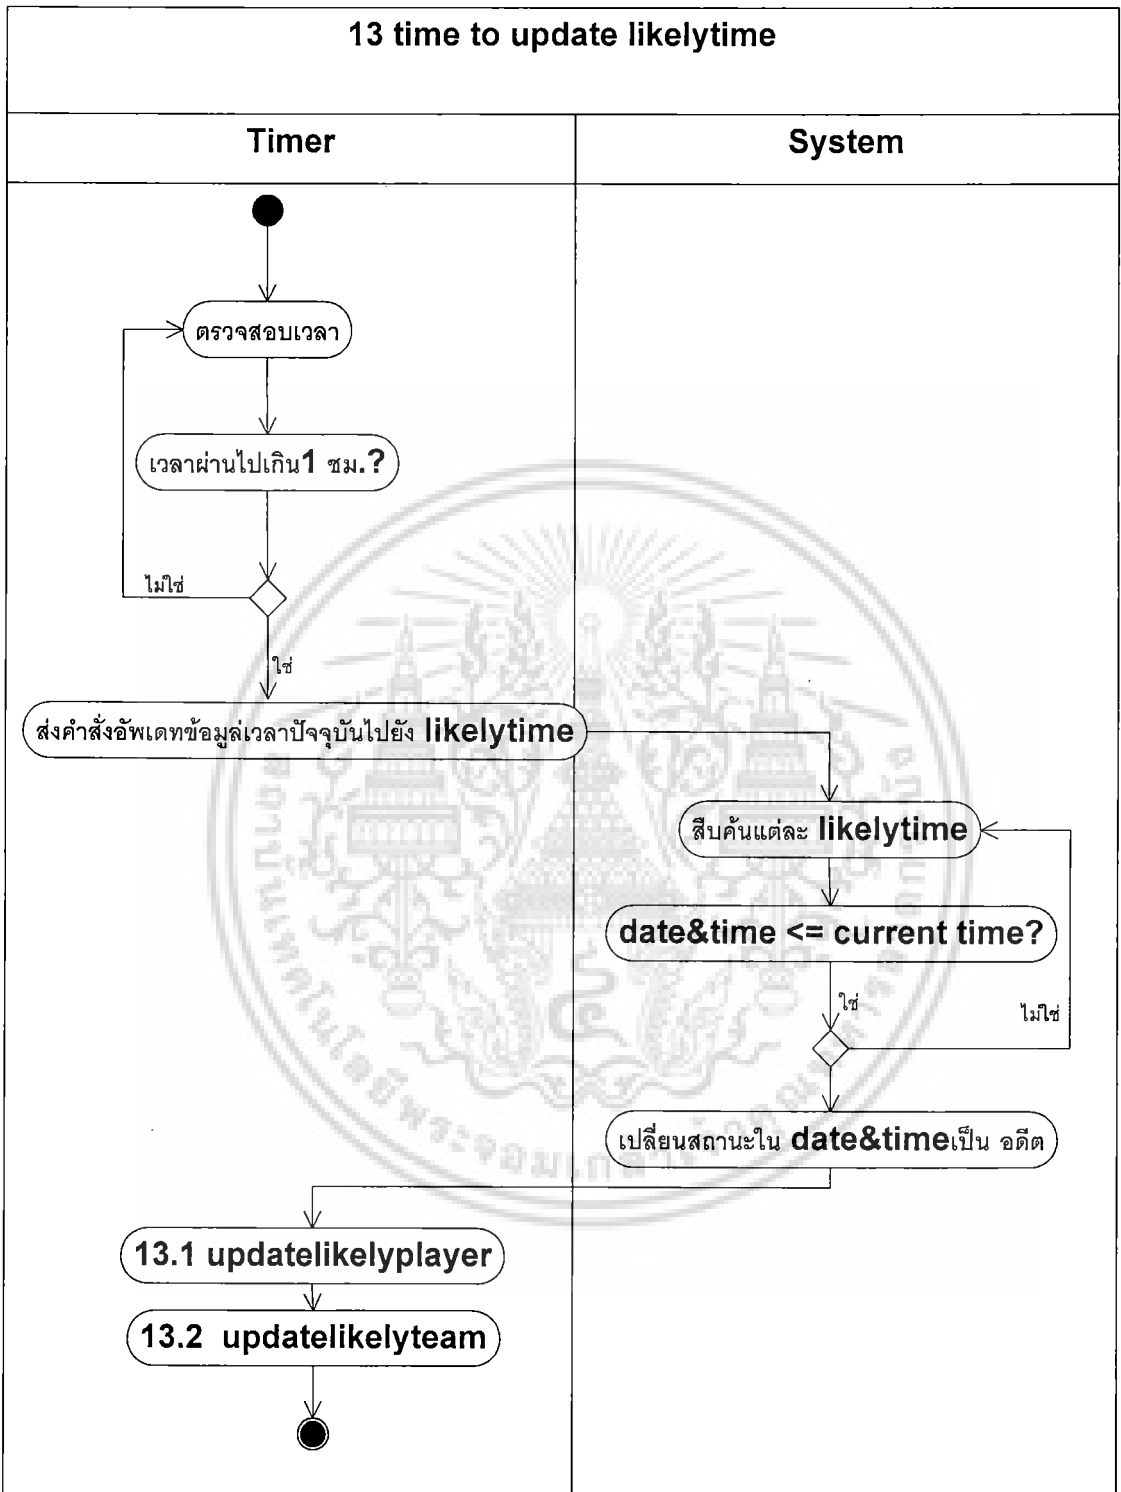 13 time to update likelytime
Timer
System
ตรวจสอบเวลา
เวลาผ่านไปเกิน1 ชม.?
ไม่ใช่
ใช่
ส่งคำสั่งอัพเดทข้อมูลเวลาปัจจุบันไปยัง likelytime
สืบค้นแต่ละ likelytime
date&time <= current time?
ใช่
ไม่ใช่
เปลี่ยนสถานะใน date&timeเป็น อดีต
13.1 updatelikelyplayer
13.2 updatelikelyteam